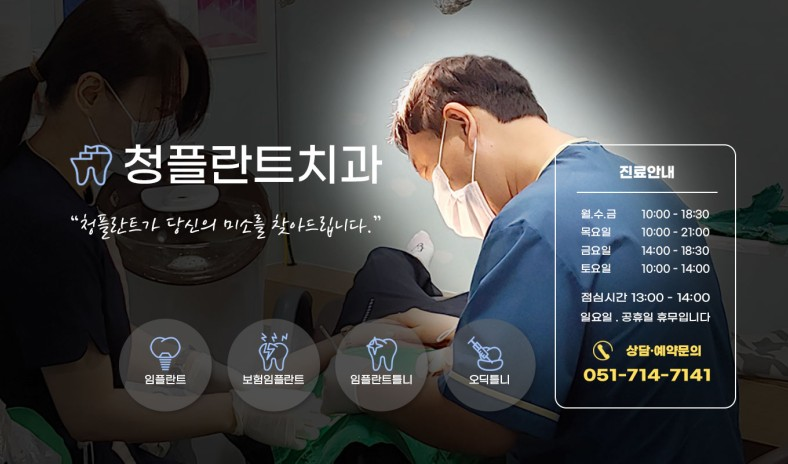 청플란트치과
“청플란트가 당신의 미소를 찾아드립니다.”
임플란트
보험임플란트
임플란트틀니
오딕틀니
진료안내
월,수,금 10:00 - 18:30
목요일 10:00 - 21:00
금요일 14:00 - 18:30
토요일 10:00 - 14:00
점심시간 13:00 - 14:00
일요일 . 공휴일 휴무입니다
상담·예약문의
051-714-7141